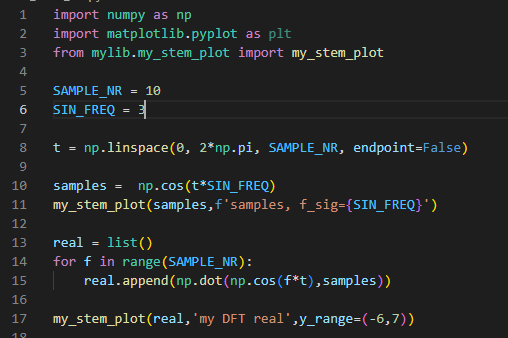 1 import numpy as np
2 import matplotlib.pyplot as plt
3 from mylib.my_stem_plot import my_stem_plot
4
5 SAMPLE_NR = 10
6 SIN_FREQ = 3
7
8 t = np.linspace(0, 2*np.pi, SAMPLE_NR, endpoint=False)
9
10 samples =  np.cos(t*SIN_FREQ)
11 my_stem_plot(samples,f'samples, f_sig={SIN_FREQ}')
12
13 real = list()
14 for f in range(SAMPLE_NR):
15     real.append(np.dot(np.cos(f*t),samples))
16
17 my_stem_plot(real,'my DFT real',y_range=(-6,7))